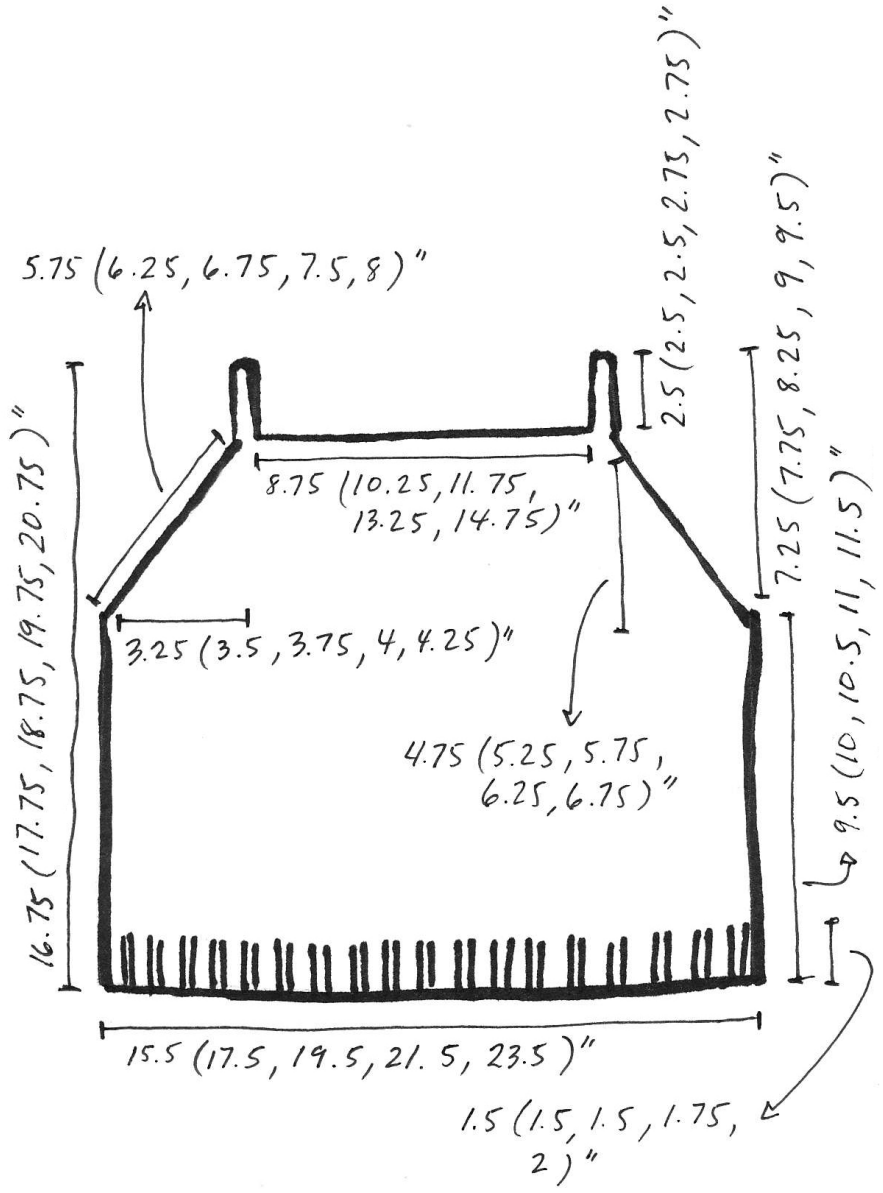 2.5 (2.5, 2.5, 2.75, 2.75)"
5.75 (6.25, 6.75, 7.5, 8)"
7.25 (7.75, 8.25, 9, 9.5)"
8.75 (10.25, 11.75,
13.25, 14.75)"
16.75 (17.75, 18.75, 19.75, 20.75)"
3.25 (3.5, 3.75, 4, 4.25)"
9.5 (10, 10.5, 11, 11.5)"
4.75 (5.25, 5.75,
6.25, 6.75)"
15.5 (17.5, 19.5, 21.5, 23.5)"
1.5 (1.5, 1.5, 1.75,
2)"